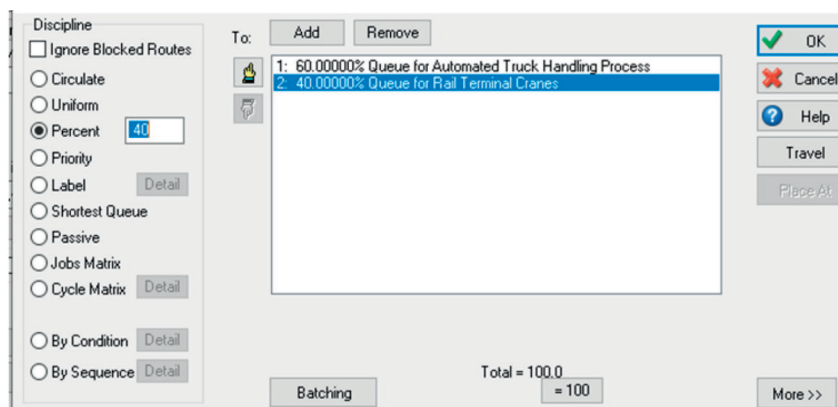 Discipline
Ignore Blocked Routes
Circulate
Uniform
Percent 40
Priority
Label Detail
Shortest Queue
Passive
Jobs Matrix
Cycle Matrix Detail
By Condition Detail
By Sequence Detail
To: Add Remove
1: 60.00000% Queue for Automated Truck Handling Process
2: 40.00000% Queue for Rail Terminal Cranes
Total = 100.0
Batching = 100
OK
Cancel
Help
Travel
Place At
More >>